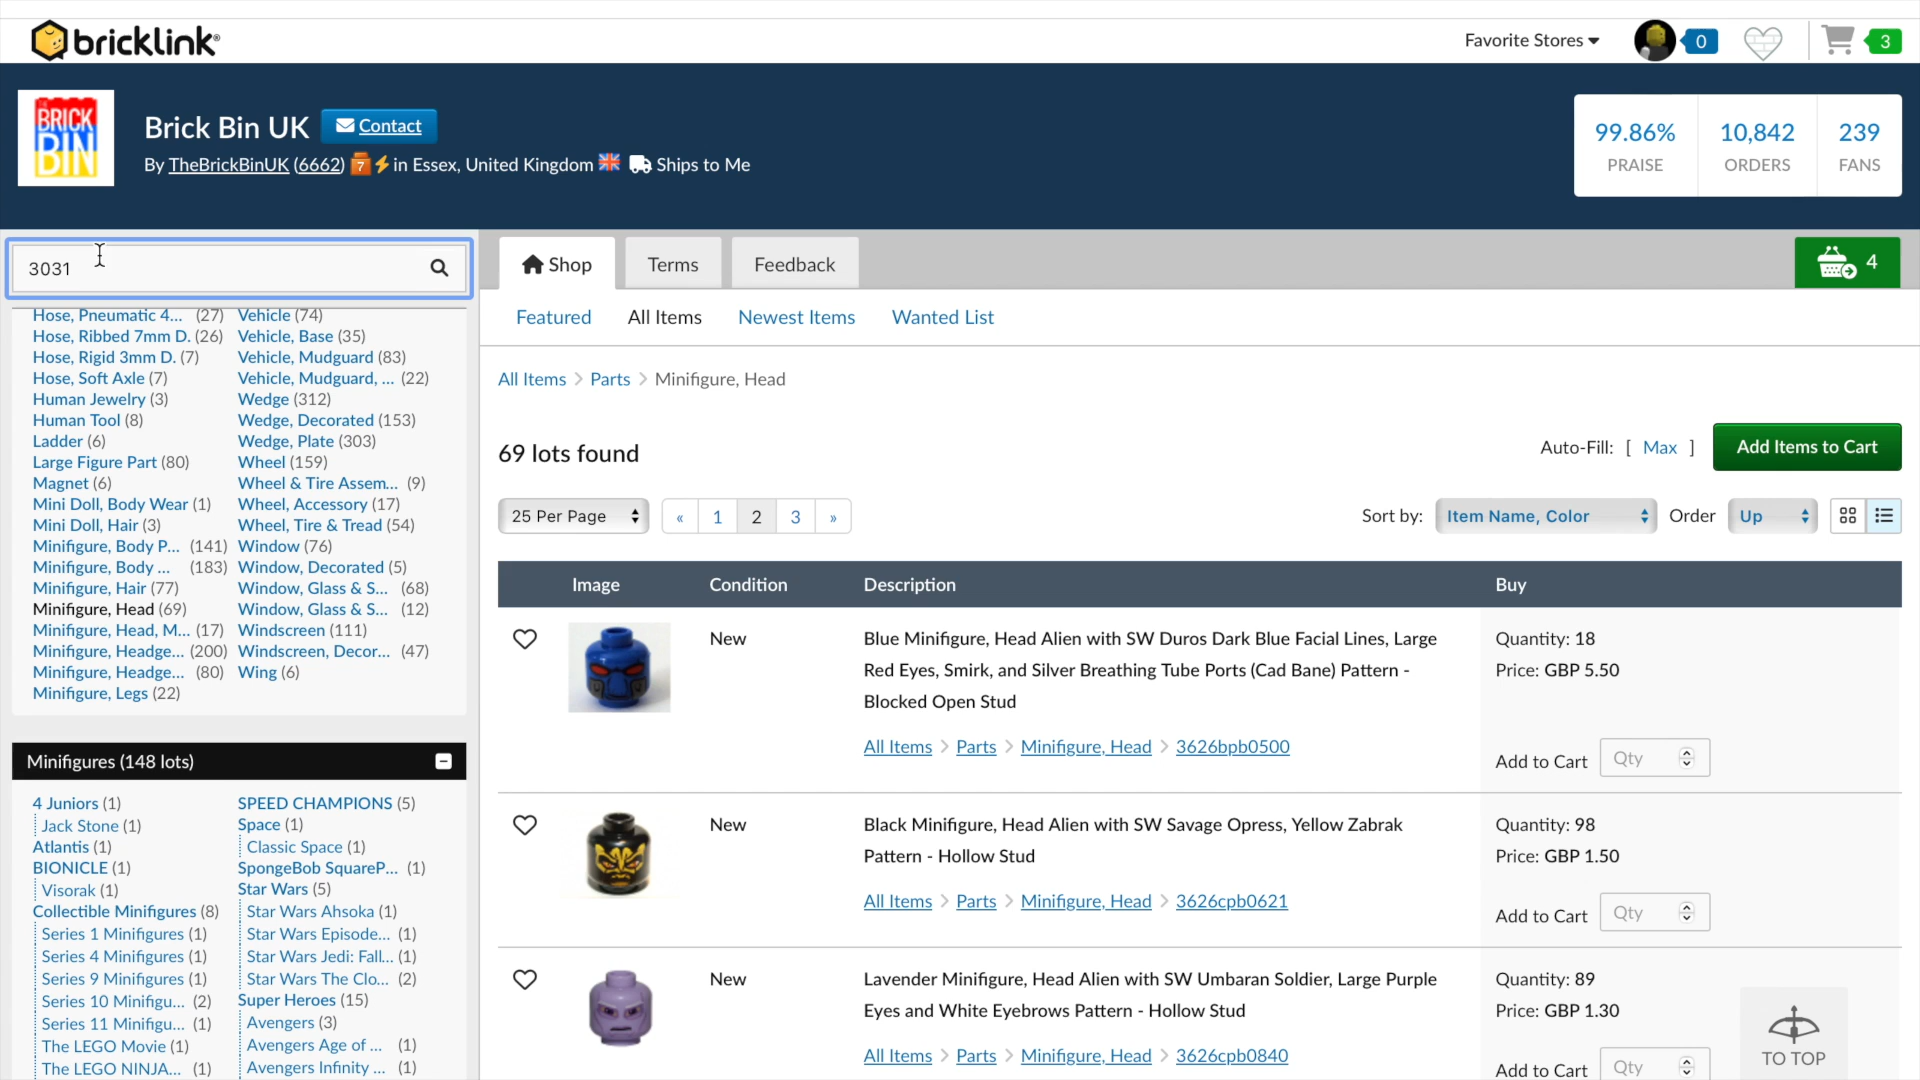 bricklink®
Favorite Stores
0
3
BRICK
BIN
Brick Bin UK
Contact
By TheBrickBinUK (6662) 7 in Essex, United Kingdom Ships to Me
99.86%
PRAISE
10,842
ORDERS
239
FANS
3031
Shop
Terms
Feedback
4
Featured
All Items
Newest Items
Wanted List
Hose, Pneumatic 4... (27)
Hose, Ribbed 7mm D. (26)
Hose, Rigid 3mm D. (7)
Hose, Soft Axle (7)
Human Jewelry (3)
Human Tool (8)
Ladder (6)
Large Figure Part (80)
Magnet (6)
Mini Doll, Body Wear (1)
Mini Doll, Hair (3)
Minifigure, Body P... (141)
Minifigure, Body ... (183)
Minifigure, Hair (77)
Minifigure, Head (69)
Minifigure, Head, M... (17)
Minifigure, Headge... (200)
Minifigure, Headge... (80)
Minifigure, Legs (22)
Vehicle (74)
Vehicle, Base (35)
Vehicle, Mudguard (83)
Vehicle, Mudguard, ... (22)
Wedge (312)
Wedge, Decorated (153)
Wedge, Plate (303)
Wheel (159)
Wheel & Tire Assem... (9)
Wheel, Accessory (17)
Wheel, Tire & Tread (54)
Window (76)
Window, Decorated (5)
Window, Glass & S... (68)
Window, Glass & S... (12)
Windscreen (111)
Windscreen, Decor... (47)
Wing (6)
Minifigures (148 lots)
4 Juniors (1)
Jack Stone (1)
Atlantis (1)
BIONICLE (1)
Visorak (1)
Collectible Minifigures (8)
Series 1 Minifigures (1)
Series 4 Minifigures (1)
Series 9 Minifigures (1)
Series 10 Minifigu... (2)
Series 11 Minifigu... (1)
The LEGO Movie (1)
The LEGO NINJA... (1)
SPEED CHAMPIONS (5)
Space (1)
Classic Space (1)
SpongeBob SquareP... (1)
Star Wars (5)
Star Wars Ahsoka (1)
Star Wars Episode... (1)
Star Wars Jedi: Fall... (1)
Star Wars The Clo... (2)
Super Heroes (15)
Avengers (3)
Avengers Age of ... (1)
Avengers Infinity ... (1)
All Items > Parts > Minifigure, Head
69 lots found
Auto-Fill: [ Max ]
Add Items to Cart
25 Per Page
« 1 2 3 »
Sort by: Item Name, Color
Order Up
Image Condition Description Buy
New
Blue Minifigure, Head Alien with SW Duros Dark Blue Facial Lines, Large
Red Eyes, Smirk, and Silver Breathing Tube Ports (Cad Bane) Pattern -
Blocked Open Stud
All Items > Parts > Minifigure, Head > 3626bpb0500
Quantity: 18
Price: GBP 5.50
Add to Cart Qty
New
Black Minifigure, Head Alien with SW Savage Opress, Yellow Zabrak
Pattern - Hollow Stud
All Items > Parts > Minifigure, Head > 3626cpb0621
Quantity: 98
Price: GBP 1.50
Add to Cart Qty
New
Lavender Minifigure, Head Alien with SW Umbaran Soldier, Large Purple
Eyes and White Eyebrows Pattern - Hollow Stud
All Items > Parts > Minifigure, Head > 3626cpb0840
Quantity: 89
Price: GBP 1.30
Add to Cart Qty
TO TOP